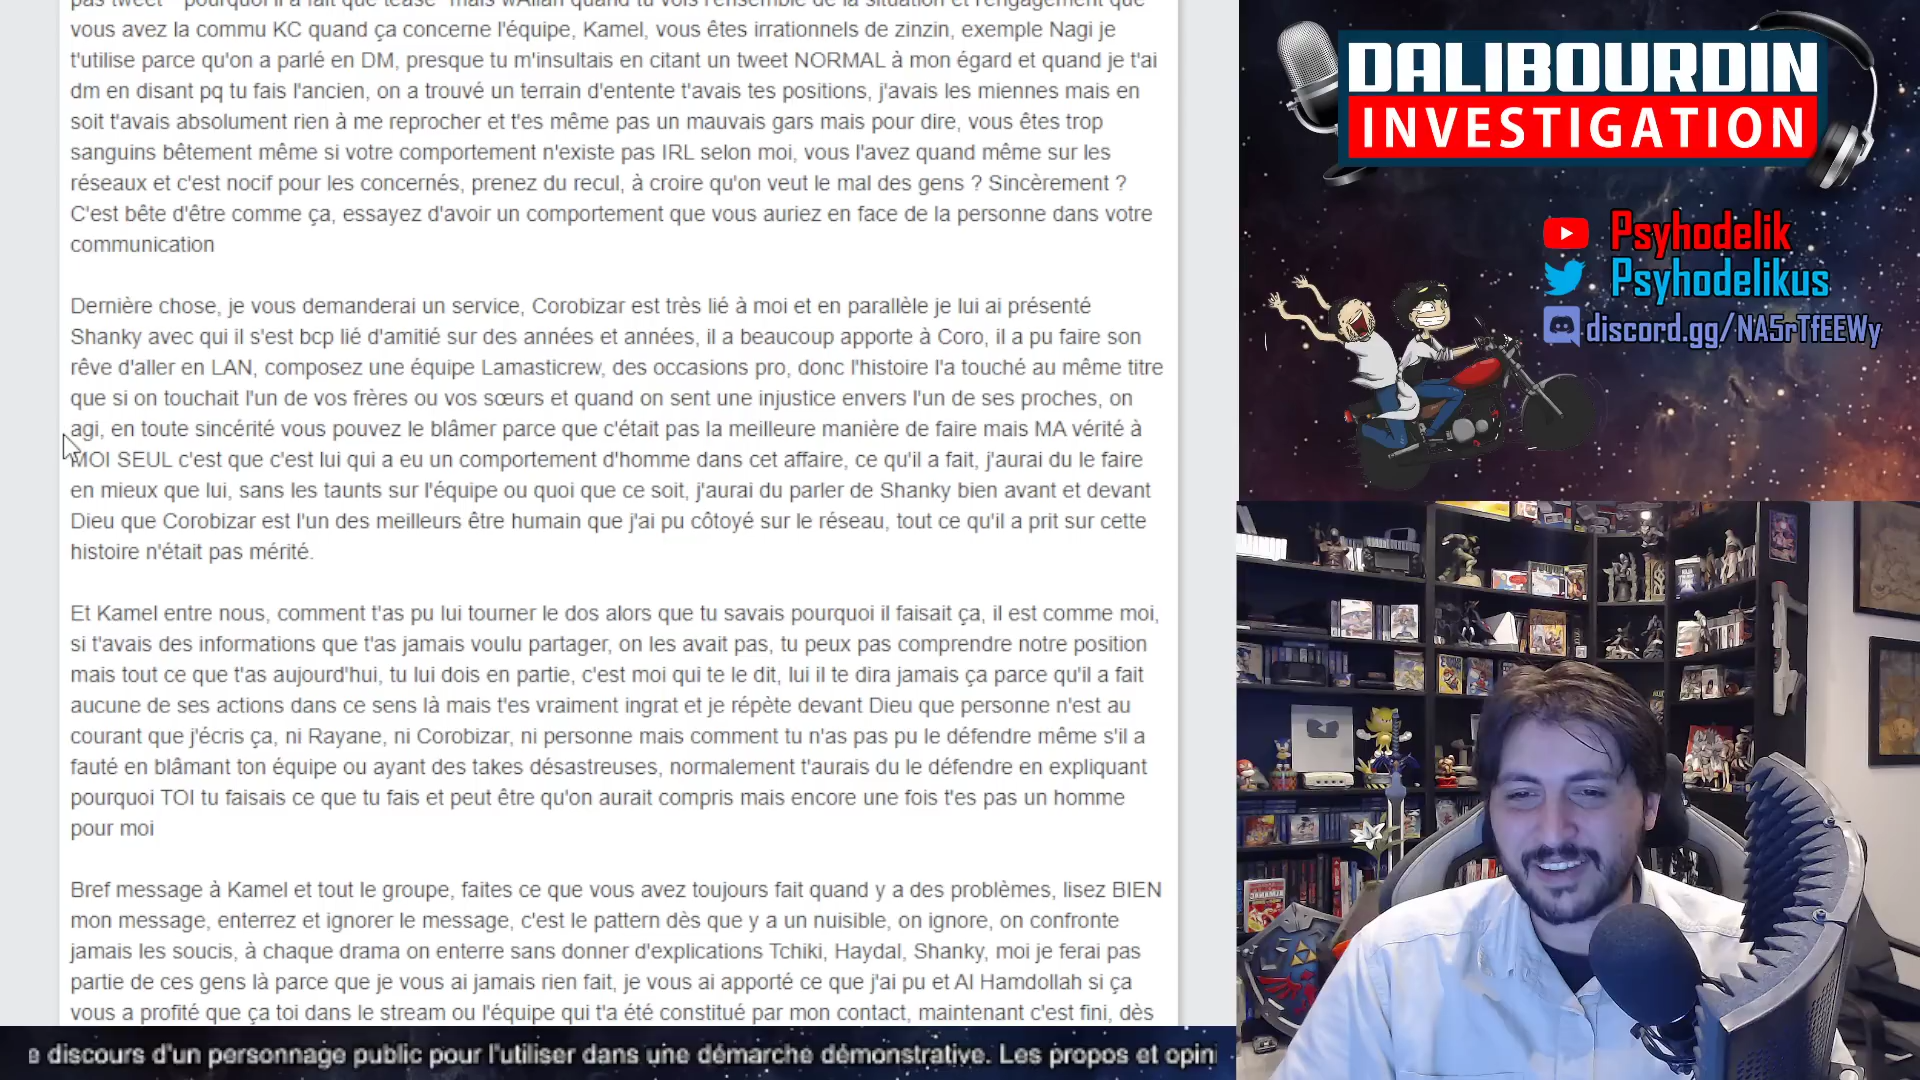 pas tweet " pourquoi il a fait que tease" mais wAllah quand tu vois l'ensemble de la situation et l'engagement que
vous avez la commu KC quand ça concerne l'équipe, Kamel, vous êtes irrationnels de zinzin, exemple Nagi je
t'utilise parce qu'on a parlé en DM, presque tu m'insultais en citant un tweet NORMAL à mon égard et quand je t'ai
dm en disant pq tu fais l'ancien, on a trouvé un terrain d'entente t'avais tes positions, j'avais les miennes mais en
soit t'avais absolument rien à me reprocher et t'es même pas un mauvais gars mais pour dire, vous êtes trop
sanguins bêtement même si votre comportement n'existe pas IRL selon moi, vous l'avez quand même sur les
réseaux et c'est nocif pour les concernés, prenez du recul, à croire qu'on veut le mal des gens ? Sincèrement ?
C'est bête d'être comme ça, essayez d'avoir un comportement que vous auriez en face de la personne dans votre
communication
Dernière chose, je vous demanderai un service, Corobizar est très lié à moi et en parallèle je lui ai présenté
Shanky avec qui il s'est bcp lié d'amitié sur des années et années, il a beaucoup apporte à Coro, il a pu faire son
rêve d'aller en LAN, composez une équipe Lamasticrew, des occasions pro, donc l'histoire l'a touché au même titre
que si on touchait l'un de vos frères ou vos sœurs et quand on sent une injustice envers l'un de ses proches, on
agi, en toute sincérité vous pouvez le blâmer parce que c'était pas la meilleure manière de faire mais MA vérité à
MOI SEUL c'est que c'est lui qui a eu un comportement d'homme dans cet affaire, ce qu'il a fait, j'aurai du le faire
en mieux que lui, sans les taunts sur l'équipe ou quoi que ce soit, j'aurai du parler de Shanky bien avant et devant
Dieu que Corobizar est l'un des meilleurs être humain que j'ai pu côtoyé sur le réseau, tout ce qu'il a prit sur cette
histoire n'était pas mérité.
Et Kamel entre nous, comment t'as pu lui tourner le dos alors que tu savais pourquoi il faisait ça, il est comme moi,
si t'avais des informations que t'as jamais voulu partager, on les avait pas, tu peux pas comprendre notre position
mais tout ce que t'as aujourd'hui, tu lui dois en partie, c'est moi qui te le dit, lui il te dira jamais ça parce qu'il a fait
aucune de ses actions dans ce sens là mais t'es vraiment ingrat et je répète devant Dieu que personne n'est au
courant que j'écris ça, ni Rayane, ni Corobizar, ni personne mais comment tu n'as pas pu le défendre même s'il a
fauté en blâmant ton équipe ou ayant des takes désastreuses, normalement t'aurais du le défendre en expliquant
pourquoi TOI tu faisais ce que tu fais et peut être qu'on aurait compris mais encore une fois t'es pas un homme
pour moi
Bref message à Kamel et tout le groupe, faites ce que vous avez toujours fait quand y a des problèmes, lisez BIEN
mon message, enterrez et ignorer le message, c'est le pattern dès que y a un nuisible, on ignore, on confronte
jamais les soucis, à chaque drama on enterre sans donner d'explications Tchiki, Haydal, Shanky, moi je ferai pas
partie de ces gens là parce que je vous ai jamais rien fait, je vous ai apporté ce que j'ai pu et Al Hamdollah si ça
vous a profité que ça toi dans le stream ou l'équipe qui t'a été constitué par mon contact, maintenant c'est fini, dès
e discours d'un personnage public pour l'utiliser dans une démarche démonstrative. Les propos et opini
DALIBOURDIN
INVESTIGATION
Psyhodelik
Psyhodelikus
discord.gg/NA5rTfEEWy